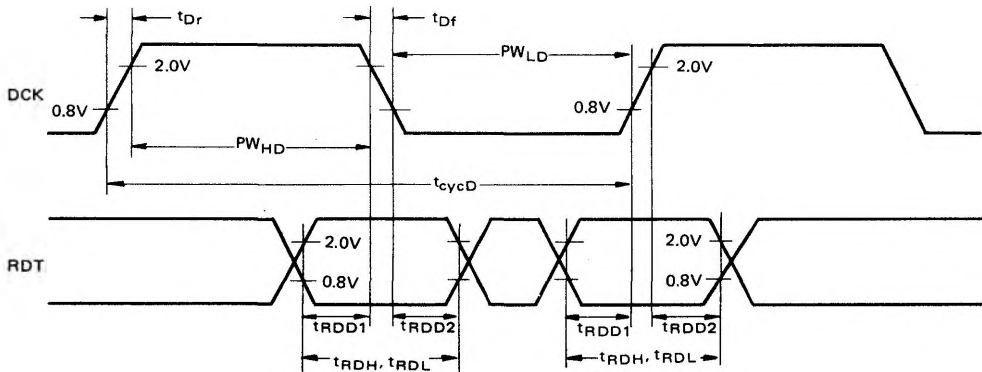 tDr
tDf
PWLD
2.0V
2.0V
DCK
0.8V
0.8V
PWHD
tcycD
2.0V
2.0V
RDT
0.8V
0.8V
tRDD1
tRDD2
tRDD1
tRDD2
tRDH, tRDL
tRDH, tRDL